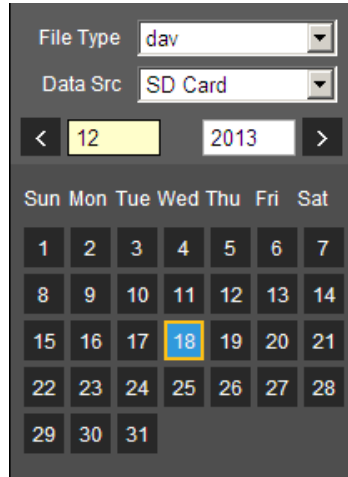 File Type dav
Data Src SD Card
< 12 2013 >
Sun Mon Tue Wed Thu Fri Sat
1 2 3 4 5 6 7
8 9 10 11 12 13 14
15 16 17 18 19 20 21
22 23 24 25 26 27 28
29 30 31